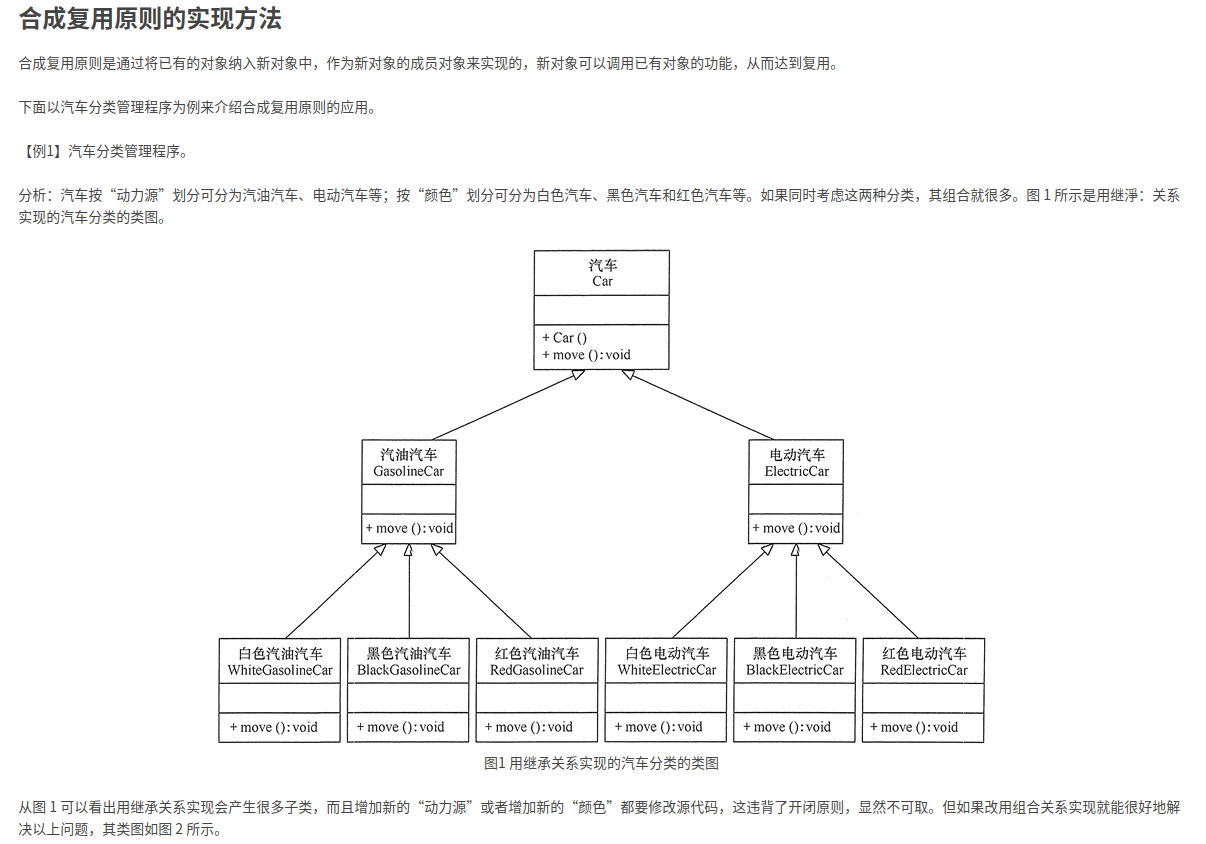 合成复用原则的实现方法
合成复用原则是通过将已有的对象纳入新对象中，作为新对象的成员对象来实现的，新对象可以调用已有对象的功能，从而达到复用。
下面以汽车分类管理程序为例来介绍合成复用原则的应用。
【例1】汽车分类管理程序。
分析：汽车按“动力源”划分可分为汽油汽车、电动汽车等；按“颜色”划分可分为白色汽车、黑色汽车和红色汽车等。如果同时考虑这两种分类，其组合就很多。图 1 所示是用继淨：关系
实现的汽车分类的类图。
汽车
Car
+ Car ()
+ move ():void
汽油汽车
GasolineCar
+ move ():void
电动汽车
ElectricCar
+ move ():void
白色汽油汽车
WhiteGasolineCar
+ move ():void
黑色汽油汽车
BlackGasolineCar
+ move ():void
红色汽油汽车
RedGasolineCar
+ move ():void
白色电动汽车
WhiteElectricCar
+ move ():void
黑色电动汽车
BlackElectricCar
+ move ():void
红色电动汽车
RedElectricCar
+ move ():void
图1 用继承关系实现的汽车分类的类图
从图 1 可以看出用继承关系实现会产生很多子类，而且增加新的“动力源”或者增加新的“颜色”都要修改源代码，这违背了开闭原则，显然不可取。但如果改用组合关系实现就能很好地解
决以上问题，其类图如图 2 所示。